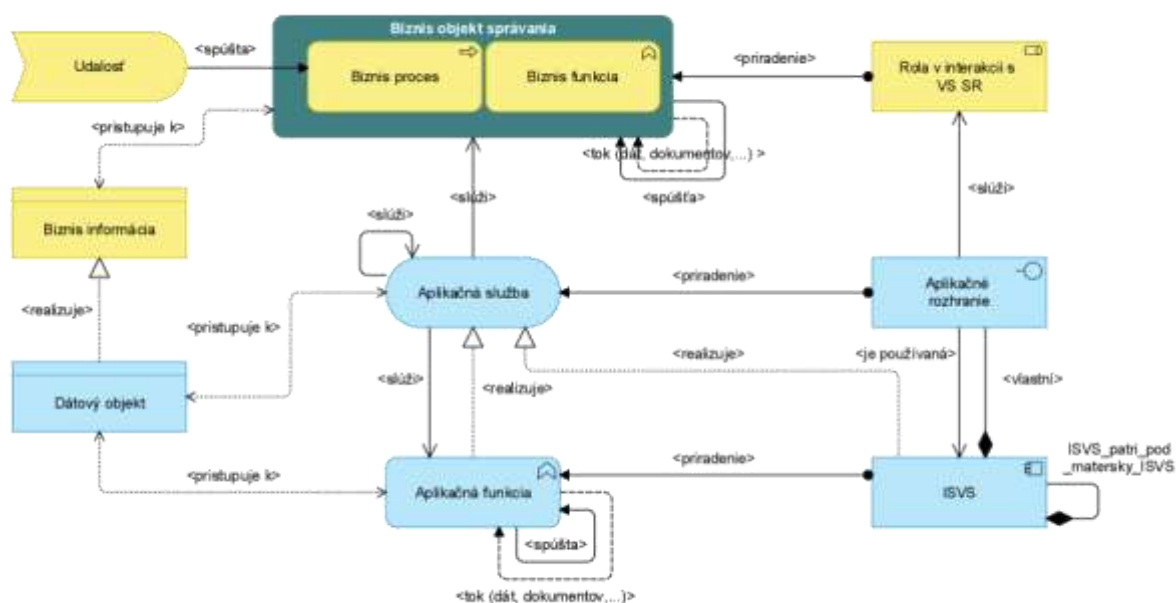 Biznis objekt správania
<spúšta>
Udalosť
Biznis proces
Biznis funkcia
<priradenie>
Rola v interakcii s
VS SR
<pristupuje k>
<tok (dát, dokumentov,...) >
<slúži>
<spúšťa>
<slúži>
Biznis informácia
<slúži>
<realizuje>
<priradenie>
Aplikačná služba
Aplikačné
rozhranie
<pristupuje k>
<realizuje>
<je používaná>
<slúži>
<realizuje>
<vlastní>
Dátový objekt
ISVS_patri_pod
_matersky_ISVS
<priradenie>
<pristupuje k>
Aplikačná funkcia
ISVS
<spúšta>
<tok (dát, dokumentov,...)>